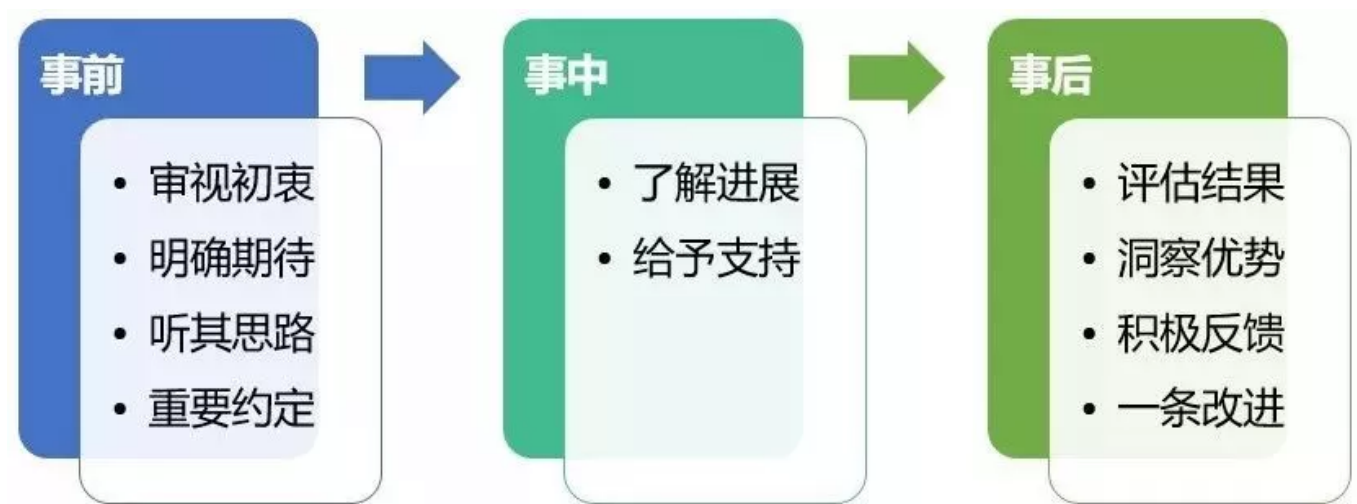 事前
• 审视初衷
• 明确期待
• 听其思路
• 重要约定
事中
• 了解进展
• 给予支持
事后
• 评估结果
• 洞察优势
• 积极反馈
• 一条改进